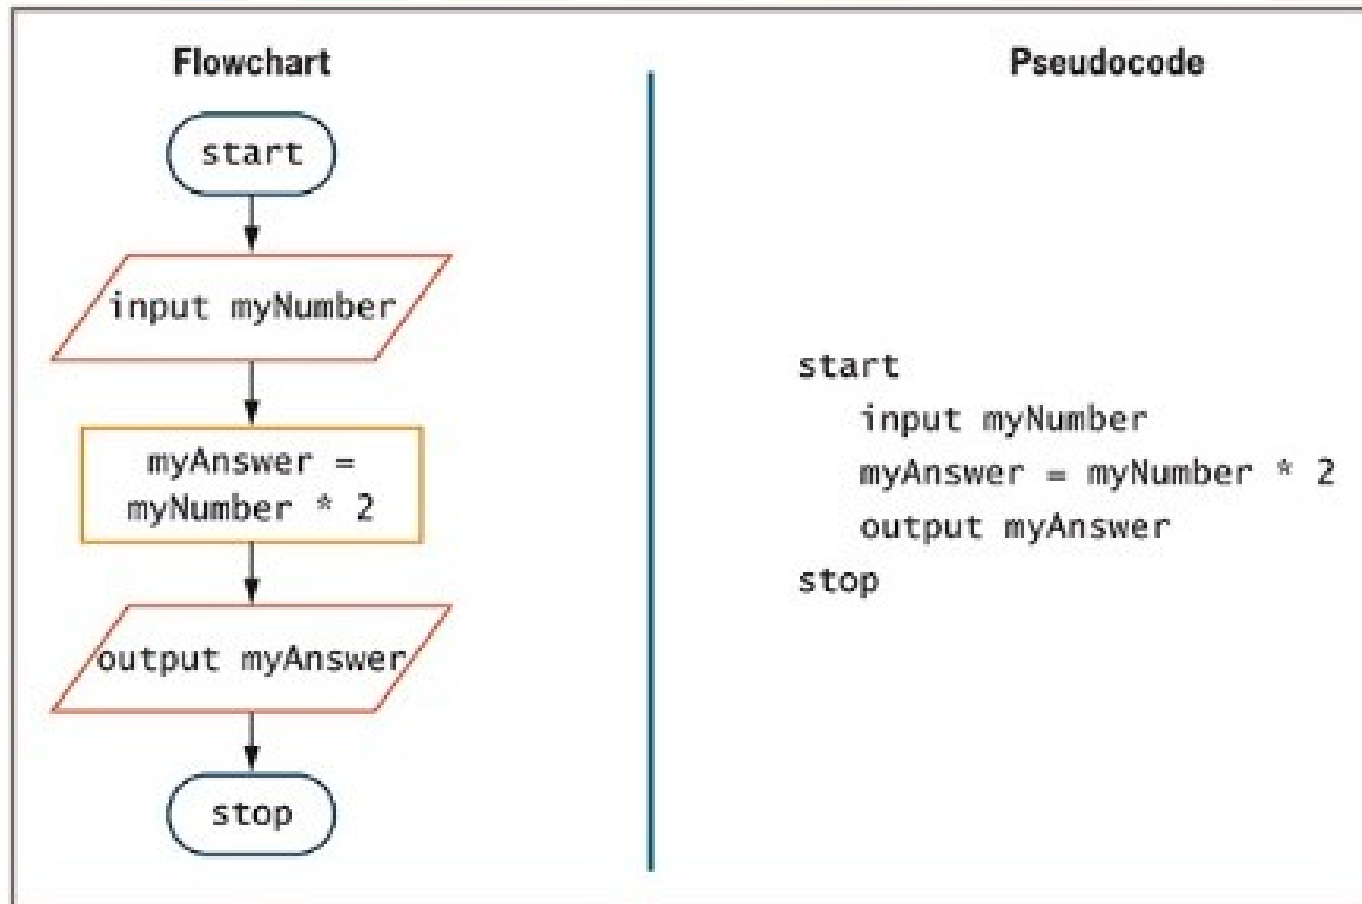 Flowchart
start
input myNumber
myAnswer =
myNumber * 2
output myAnswer
stop
Pseudocode
start
input myNumber
myAnswer = myNumber * 2
output myAnswer
stop